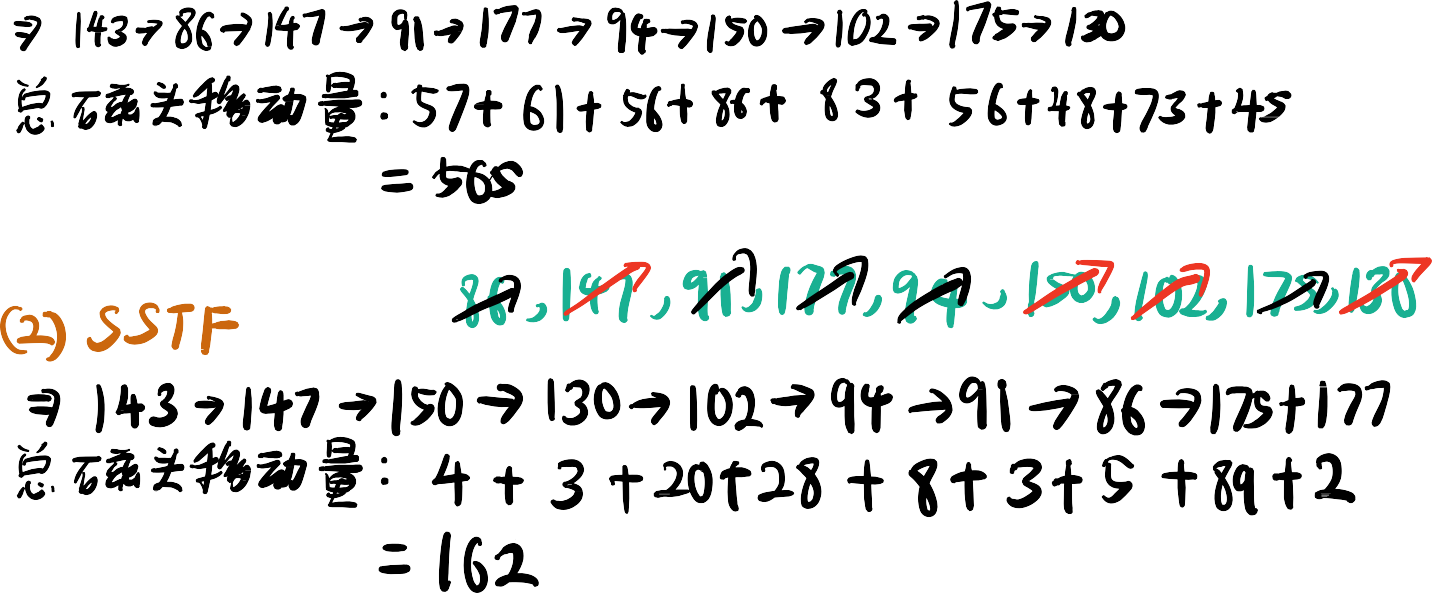 ⇒ 143→86→147→91→177→94→150→102→175→130
总磁头移动量：57+61+56+86+83+56+48+73+45
=565
86,147,91,177,94,150,102,175,130
(2) SSTF
⇒ 143→147→150→130→102→94→91→86→175+177
总磁头移动量：4+3+20+28+8+3+5+89+2
=162